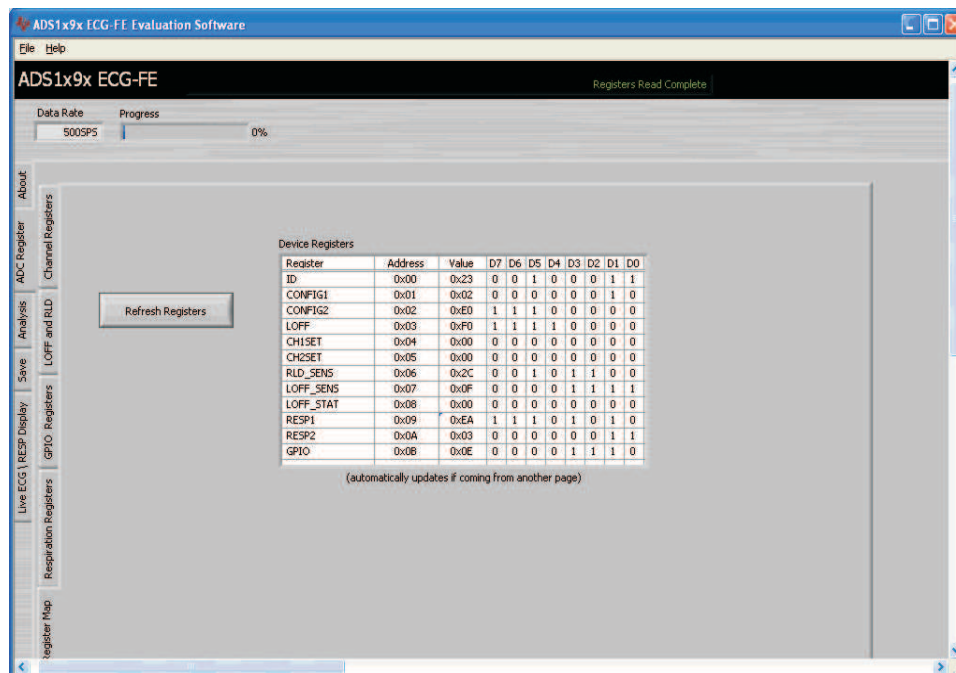 ADS1x9x ECG-FE Evaluation Software
File Help
ADS1x9x ECG-FE
Registers Read Complete
Data Rate Progress
500SPS 0%
About
ADC Register
Analysis
Save
Live ECG \ RESP Display
Channel Registers
LOFF and RLD
GPIO Registers
Respiration Registers
Register Map
Refresh Registers
Device Registers
Register Address Value D7 D6 D5 D4 D3 D2 D1 D0
ID 0x00 0x23 0 0 1 0 0 0 1 1
CONFIG1 0x01 0x02 0 0 0 0 0 0 1 0
CONFIG2 0x02 0xE0 1 1 1 0 0 0 0 0
LOFF 0x03 0xF0 1 1 1 1 0 0 0 0
CH1SET 0x04 0x00 0 0 0 0 0 0 0 0
CH2SET 0x05 0x00 0 0 0 0 0 0 0 0
RLD_SENS 0x06 0x2C 0 0 1 0 1 1 0 0
LOFF_SENS 0x07 0x0F 0 0 0 0 1 1 1 1
LOFF_STAT 0x08 0x00 0 0 0 0 0 0 0 0
RESP1 0x09 0xEA 1 1 1 0 1 0 1 0
RESP2 0x0A 0x03 0 0 0 0 0 0 1 1
GPIO 0x0B 0x0E 0 0 0 0 1 1 1 0
(automatically updates if coming from another page)